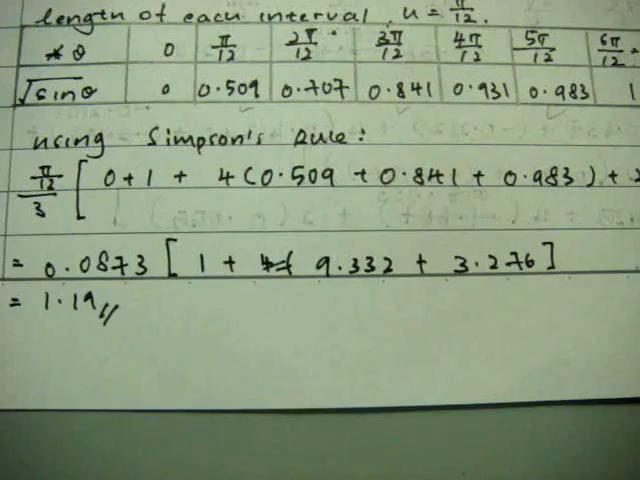 length of each interval, u = π/12.
* θ 0 π/12 2π/12 3π/12 4π/12 5π/12 6π/12
√sinθ 0 0.509 0.707 0.841 0.931 0.983 1
using Simpson's Rule:
π/12 / 3 [ 0 + 1 + 4(0.509 + 0.841 + 0.983) + 2
= 0.0873 [ 1 + 9.332 + 3.276 ]
= 1.19 //